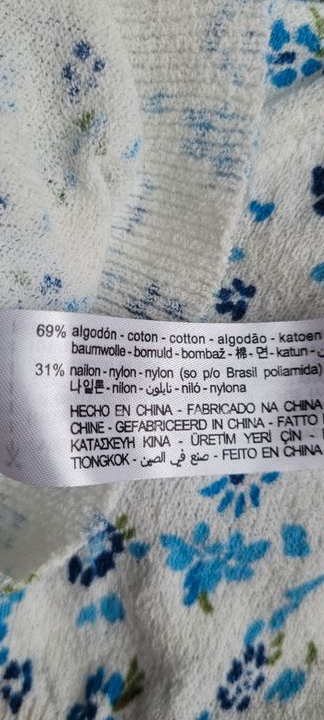 69% algodón - coton - cotton - algodão - katoen
baumwolle - bomuld - bombaž - 棉 - 면 - katun -
31% nailon - nylon - nylon (so p/o Brasil poliamida)
나일론 - nilon - نايلون - niló - nylona
HECHO EN CHINA - FABRICADO NA CHINA
CHINE - GEFABRICEERD IN CHINA - FATTO
ΚΑΤΑΣΚΕΥΗ ΚΙΝΑ - ÜRETİM YERİ ÇİN -
TIONGKOK - صنع في الصين - FEITO EN CHINA